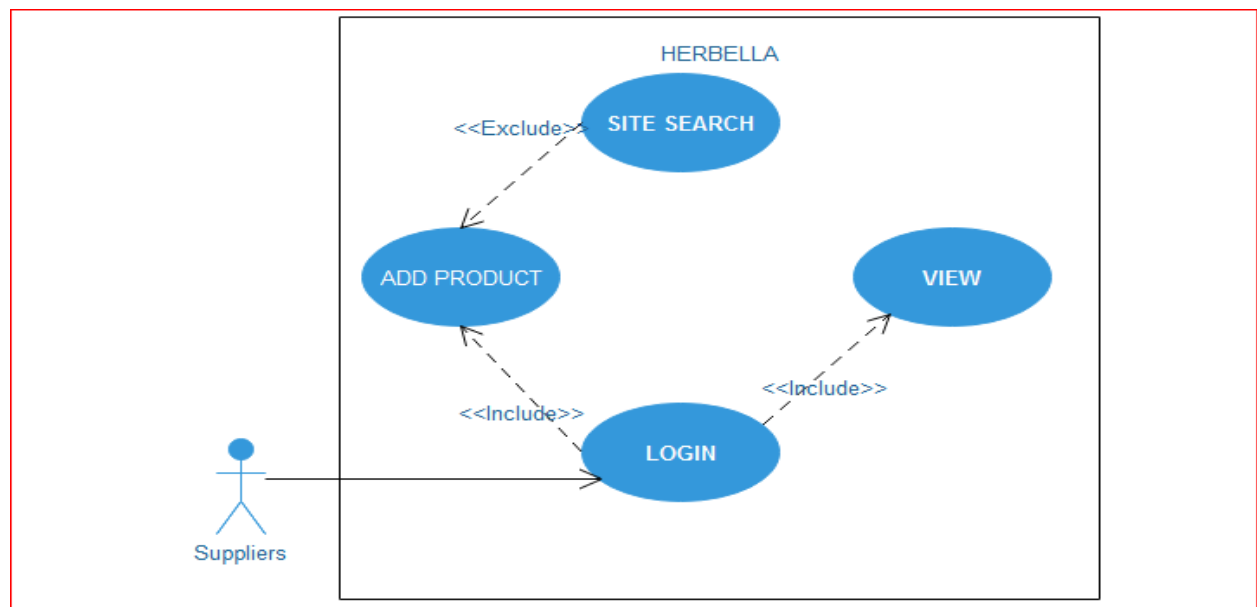 HERBELLA
SITE SEARCH
<<Exclude>>
ADD PRODUCT
VIEW
<<Include>>
<<Include>>
LOGIN
Suppliers